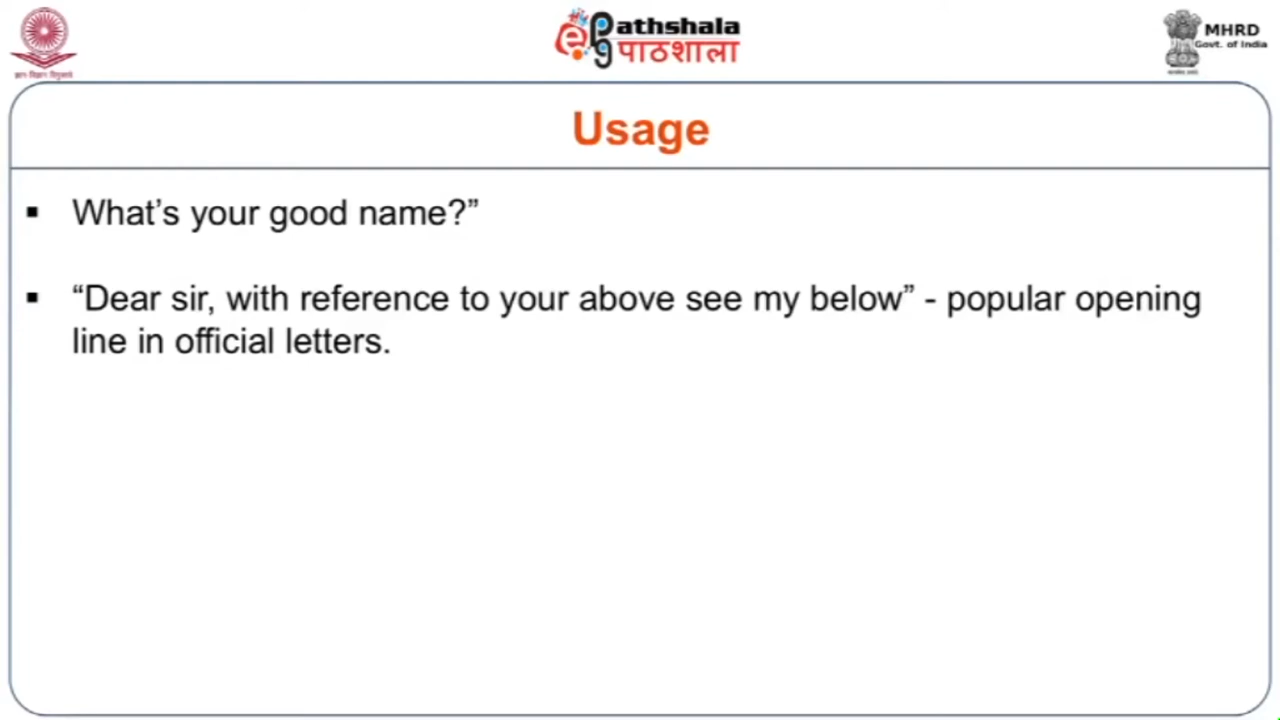 Pathshala
पाठशाला
MHRD
Govt. of India
Usage
▪ What’s your good name?”
▪ “Dear sir, with reference to your above see my below” - popular opening
line in official letters.